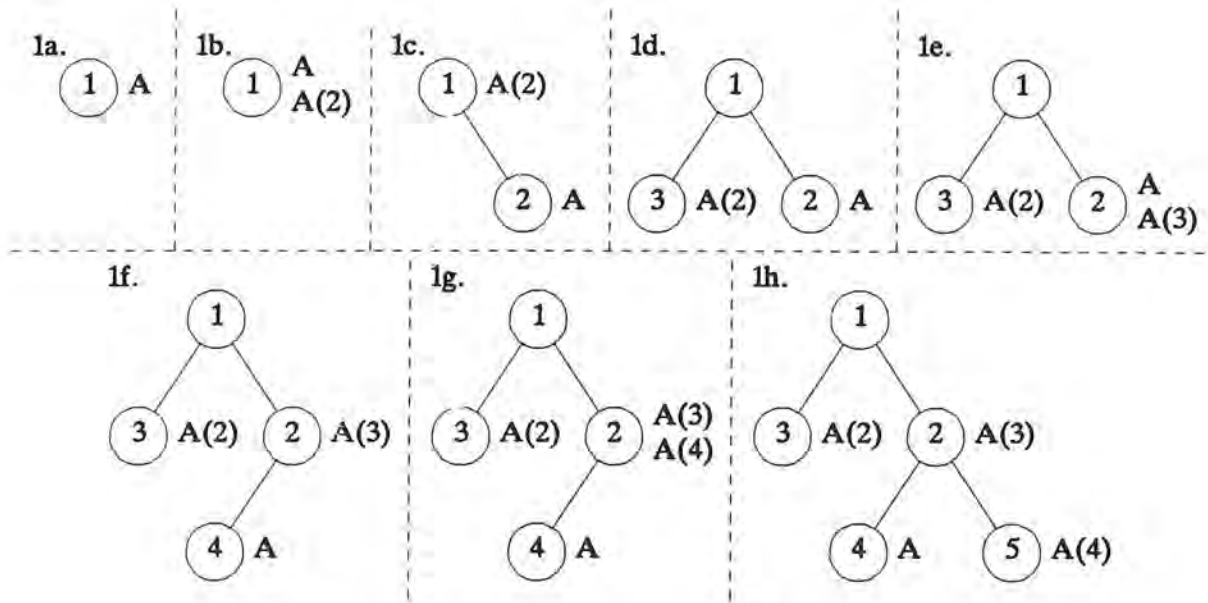 1a.
1 A
1b.
1 A
A(2)
1c.
1 A(2)
2 A
1d.
1
3 A(2) 2 A
1e.
1
3 A(2) 2 A
A(3)
1f.
1
3 A(2) 2 A(3)
4 A
1g.
1
3 A(2) 2 A(3)
A(4)
4 A
1h.
1
3 A(2) 2 A(3)
4 A 5 A(4)